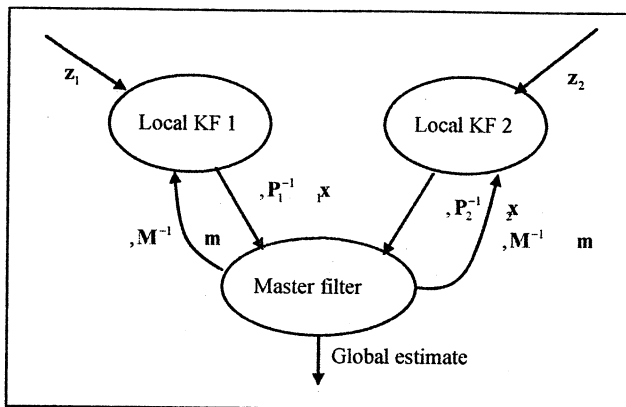 z₁
z₂
Local KF 1
Local KF 2
, P₁⁻¹ ₁x
, P₂⁻¹ ₂x
, M⁻¹ m
, M⁻¹ m
Master filter
Global estimate